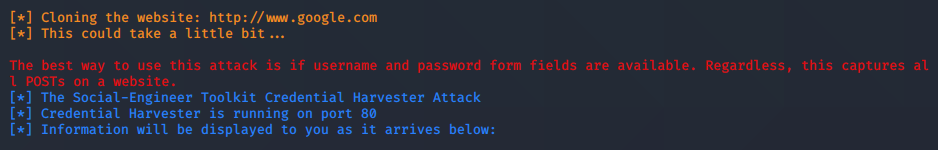 [*] Cloning the website: http://www.google.com
[*] This could take a little bit...
The best way to use this attack is if username and password form fields are available. Regardless, this captures al
l POSTs on a website.
[*] The Social-Engineer Toolkit Credential Harvester Attack
[*] Credential Harvester is running on port 80
[*] Information will be displayed to you as it arrives below: